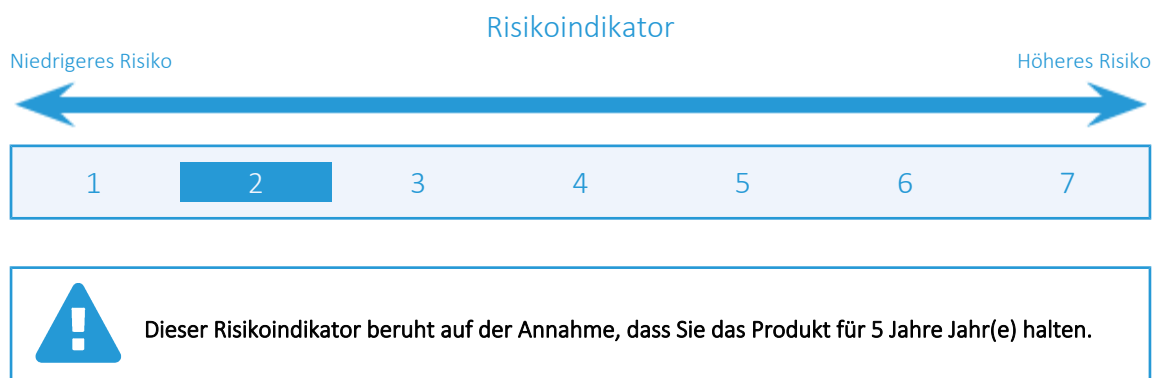 Risikoindikator
Niedrigeres Risiko Höheres Risiko
1 2 3 4 5 6 7
Dieser Risikoindikator beruht auf der Annahme, dass Sie das Produkt für 5 Jahre Jahr(e) halten.